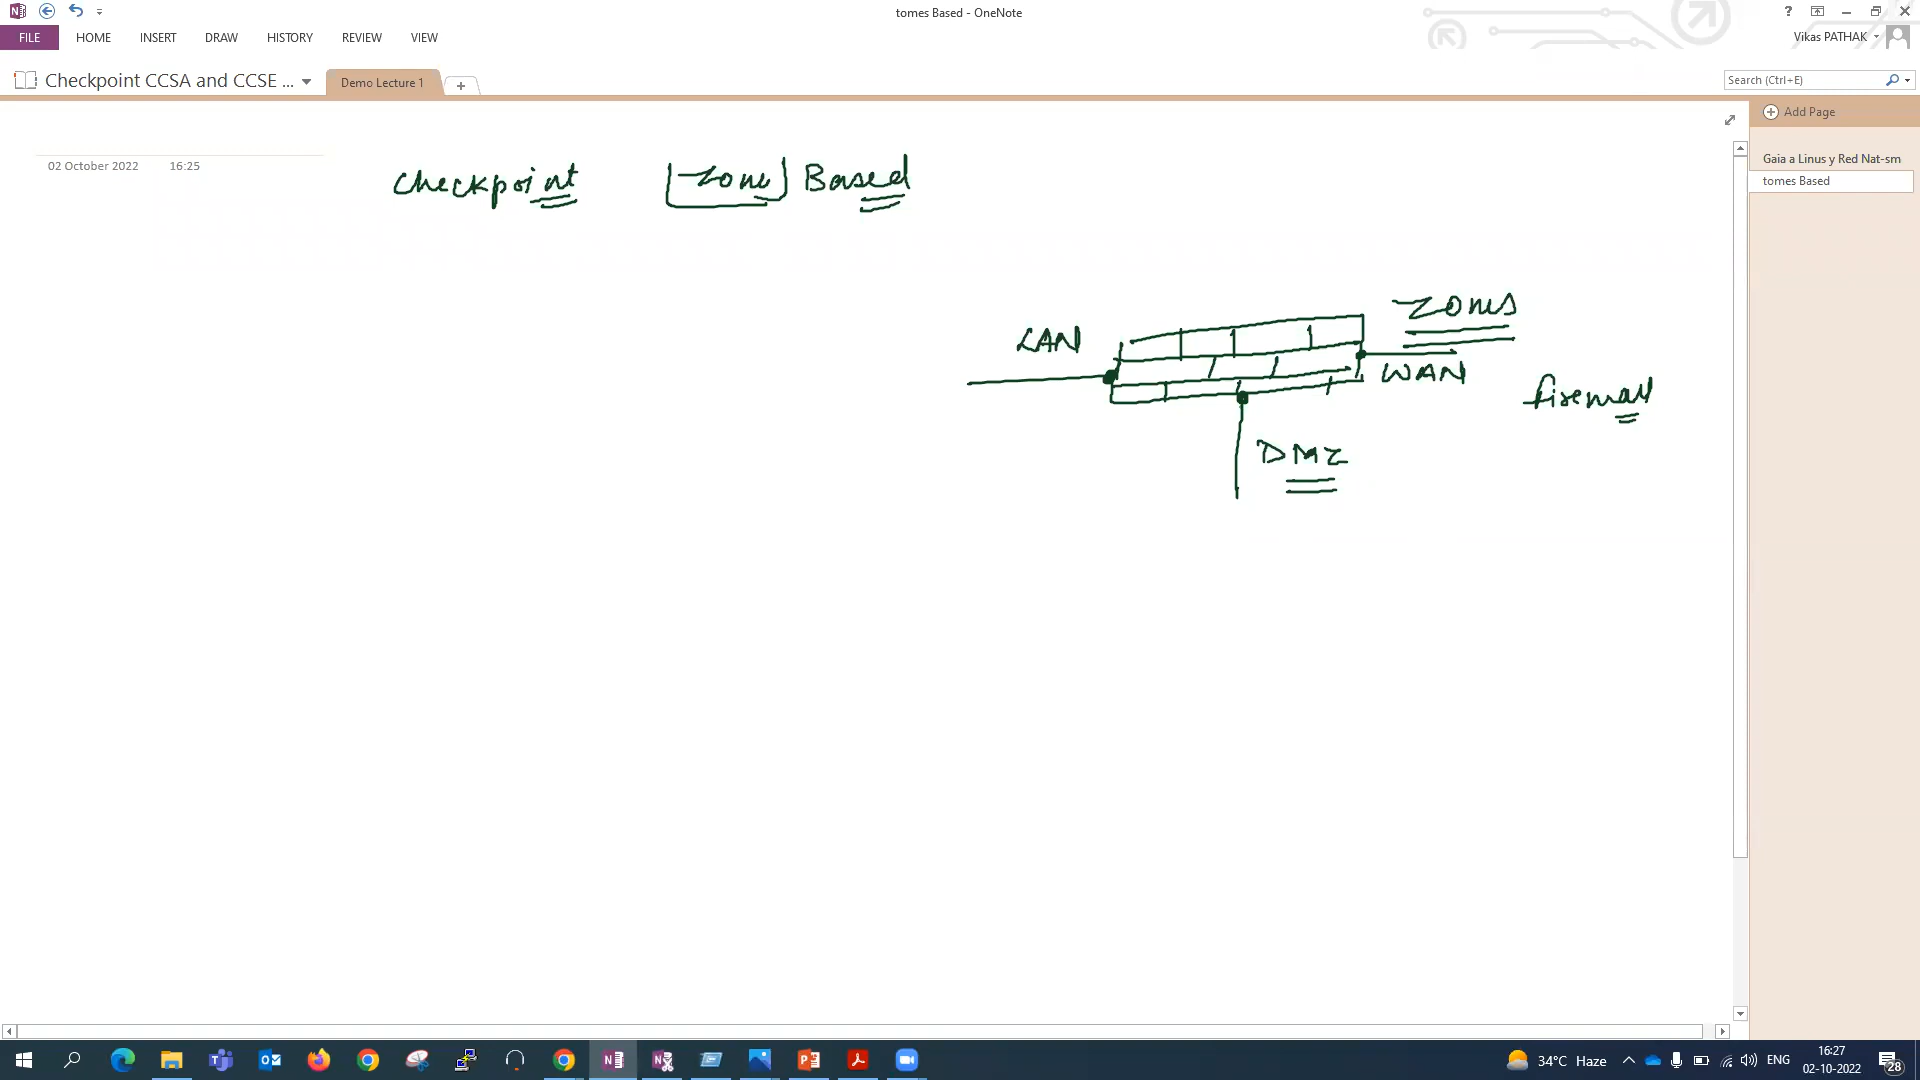 tomes Based - OneNote
?
FILE HOME INSERT DRAW HISTORY REVIEW VIEW
Vikas PATHAK
Checkpoint CCSA and CCSE ...
Demo Lecture 1
Search (Ctrl+E)
Add Page
Gaia a Linus y Red Nat-sm
tomes Based
02 October 2022 16:25
Checkpoint Zone Based
Zones
LAN
WAN
firewall
DMZ
34°C Haze
ENG
16:27
02-10-2022
28